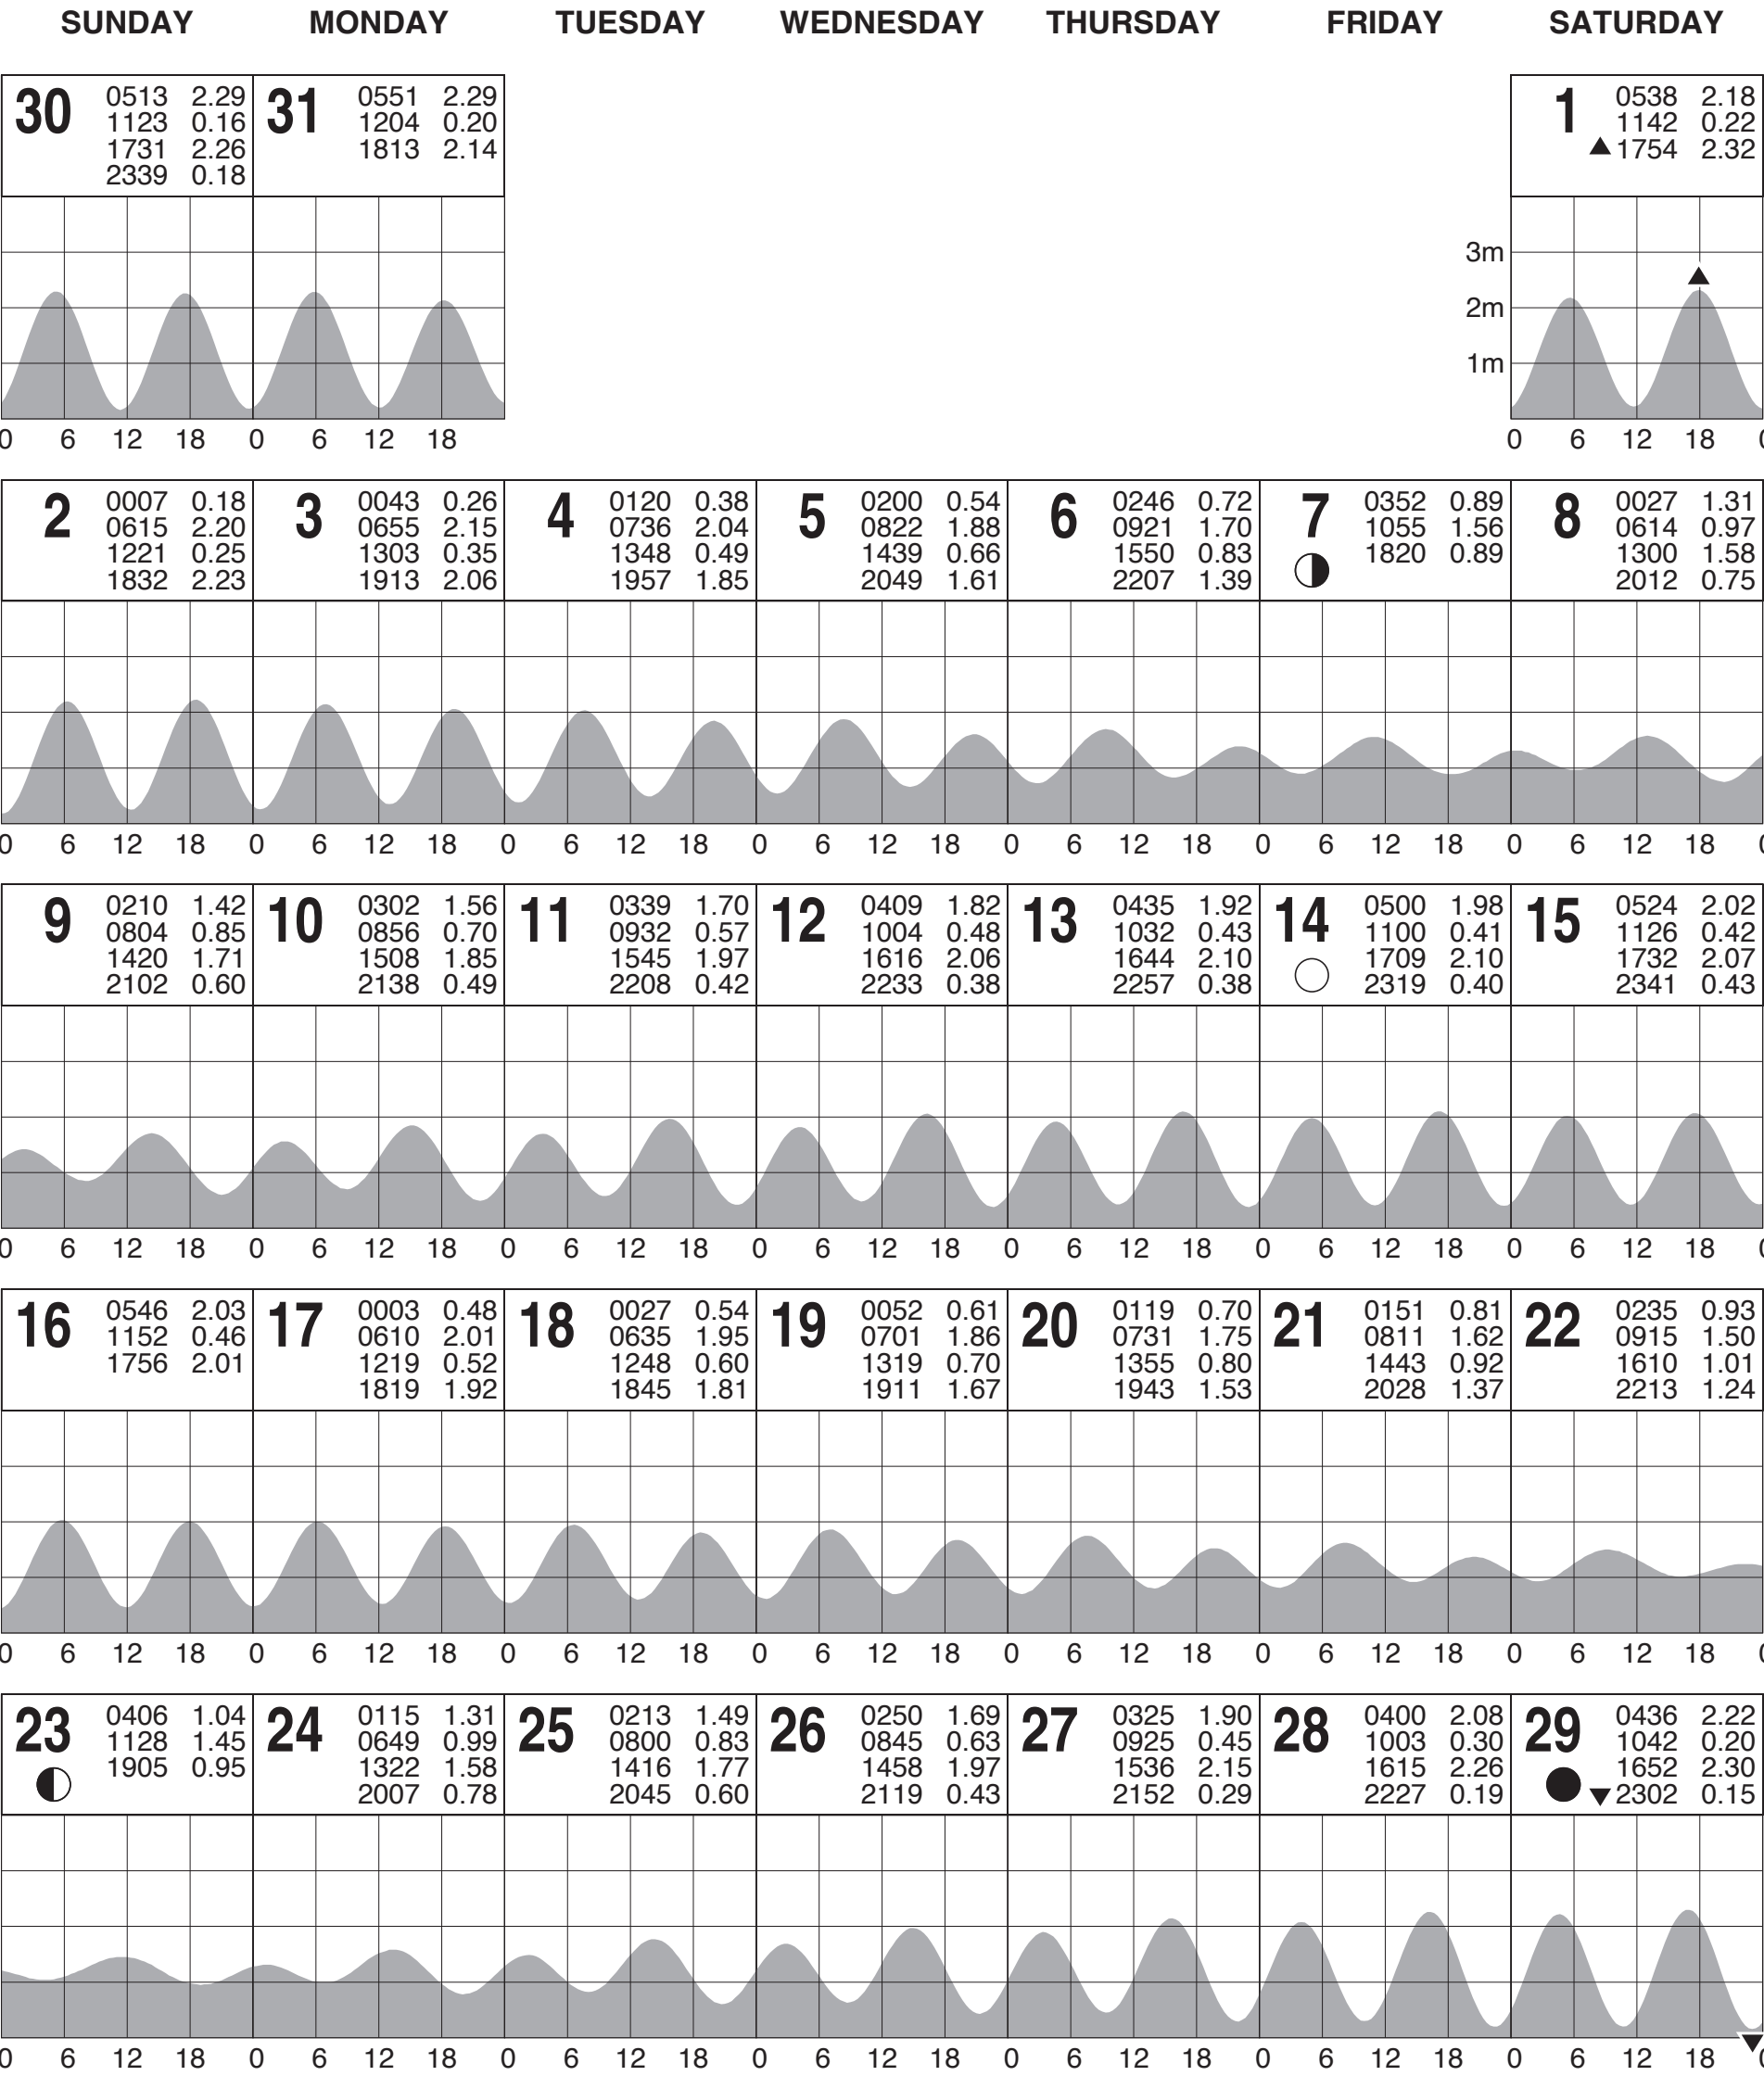 SUNDAY MONDAY TUESDAY WEDNESDAY THURSDAY FRIDAY SATURDAY
30 0513 2.29 31 0551 2.29 1 0538 2.18
1123 0.16 1204 0.20 1142 0.22
1731 2.26 1813 2.14 ▲1754 2.32
2339 0.18
3m
2m
1m
0 6 12 18 0 6 12 18 0 6 12 18 0
2 0007 0.18 3 0043 0.26 4 0120 0.38 5 0200 0.54 6 0246 0.72 7 0352 0.89 8 0027 1.31
0615 2.20 0655 2.15 0736 2.04 0822 1.88 0921 1.70 1055 1.56 0614 0.97
1221 0.25 1303 0.35 1348 0.49 1439 0.66 1550 0.83 1820 0.89 1300 1.58
1832 2.23 1913 2.06 1957 1.85 2049 1.61 2207 1.39 2012 0.75
0 6 12 18 0 6 12 18 0 6 12 18 0 6 12 18 0 6 12 18 0 6 12 18 0 6 12 18 0
9 0210 1.42 10 0302 1.56 11 0339 1.70 12 0409 1.82 13 0435 1.92 14 0500 1.98 15 0524 2.02
0804 0.85 0856 0.70 0932 0.57 1004 0.48 1032 0.43 1100 0.41 1126 0.42
1420 1.71 1508 1.85 1545 1.97 1616 2.06 1644 2.10 1709 2.10 1732 2.07
2102 0.60 2138 0.49 2208 0.42 2233 0.38 2257 0.38 2319 0.40 2341 0.43
0 6 12 18 0 6 12 18 0 6 12 18 0 6 12 18 0 6 12 18 0 6 12 18 0 6 12 18 0
16 0546 2.03 17 0003 0.48 18 0027 0.54 19 0052 0.61 20 0119 0.70 21 0151 0.81 22 0235 0.93
1152 0.46 0610 2.01 0635 1.95 0701 1.86 0731 1.75 0811 1.62 0915 1.50
1756 2.01 1219 0.52 1248 0.60 1319 0.70 1355 0.80 1443 0.92 1610 1.01
1819 1.92 1845 1.81 1911 1.67 1943 1.53 2028 1.37 2213 1.24
0 6 12 18 0 6 12 18 0 6 12 18 0 6 12 18 0 6 12 18 0 6 12 18 0 6 12 18 0
23 0406 1.04 24 0115 1.31 25 0213 1.49 26 0250 1.69 27 0325 1.90 28 0400 2.08 29 0436 2.22
1128 1.45 0649 0.99 0800 0.83 0845 0.63 0925 0.45 1003 0.30 1042 0.20
1905 0.95 1322 1.58 1416 1.77 1458 1.97 1536 2.15 1615 2.26 1652 2.30
2007 0.78 2045 0.60 2119 0.43 2152 0.29 2227 0.19 ▼2302 0.15
0 6 12 18 0 6 12 18 0 6 12 18 0 6 12 18 0 6 12 18 0 6 12 18 0 6 12 18 0